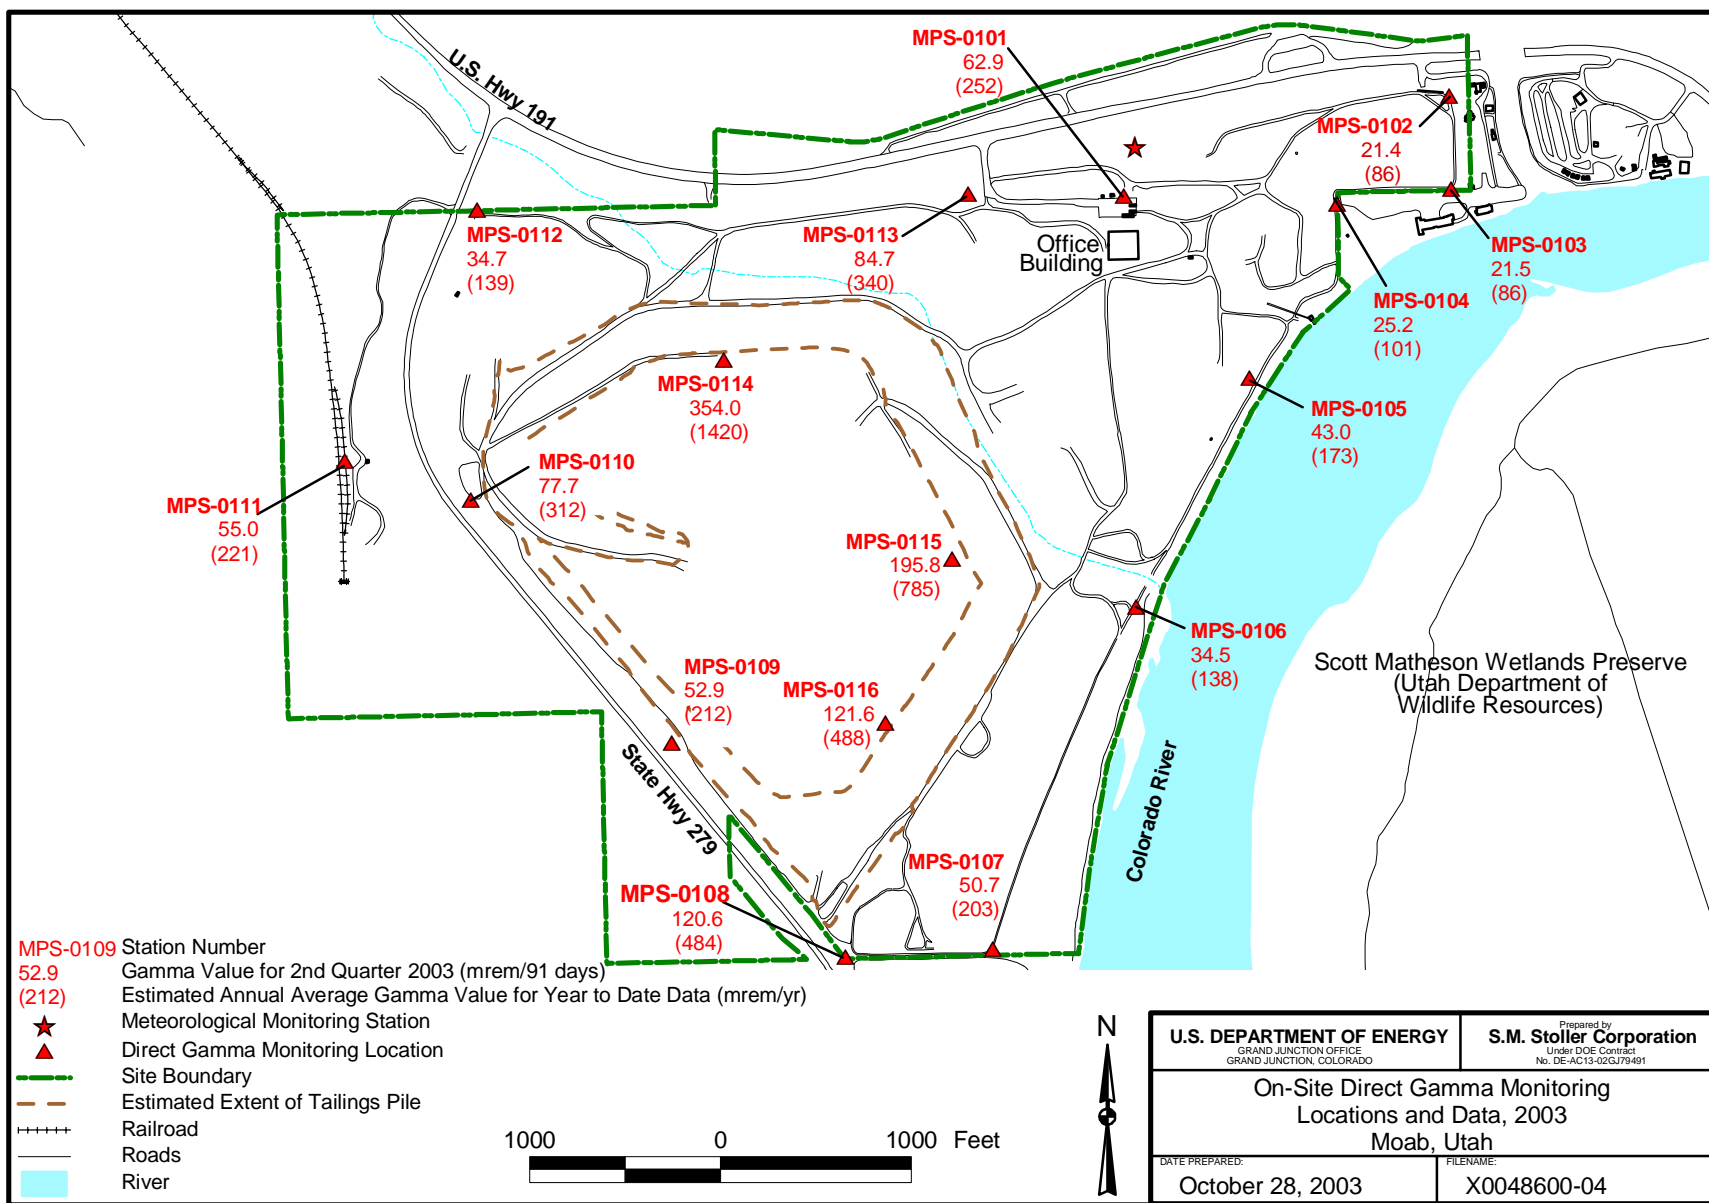 U.S. Hwy 191
MPS-0101
62.9
(252)
MPS-0102
21.4
(86)
MPS-0112
34.7
(139)
MPS-0113
84.7
(340)
Office
Building
MPS-0103
21.5
(86)
MPS-0104
25.2
(101)
MPS-0114
354.0
(1420)
MPS-0105
43.0
(173)
MPS-0110
77.7
(312)
MPS-0111
55.0
(221)
MPS-0115
195.8
(785)
MPS-0106
34.5
(138)
Scott Matheson Wetlands Preserve
(Utah Department of
Wildlife Resources)
MPS-0109
52.9
(212)
MPS-0116
121.6
(488)
State Hwy 279
Colorado River
MPS-0107
50.7
(203)
MPS-0108
120.6
(484)
MPS-0109 Station Number
52.9 Gamma Value for 2nd Quarter 2003 (mrem/91 days)
(212) Estimated Annual Average Gamma Value for Year to Date Data (mrem/yr)
Meteorological Monitoring Station
Direct Gamma Monitoring Location
Site Boundary
Estimated Extent of Tailings Pile
Railroad
Roads
River
1000 0 1000 Feet
N
U.S. DEPARTMENT OF ENERGY
GRAND JUNCTION OFFICE
GRAND JUNCTION, COLORADO
Prepared by
S.M. Stoller Corporation
Under DOE Contract
No. DE-AC13-02GJ79491
On-Site Direct Gamma Monitoring
Locations and Data, 2003
Moab, Utah
DATE PREPARED:
October 28, 2003
FILENAME:
X0048600-04